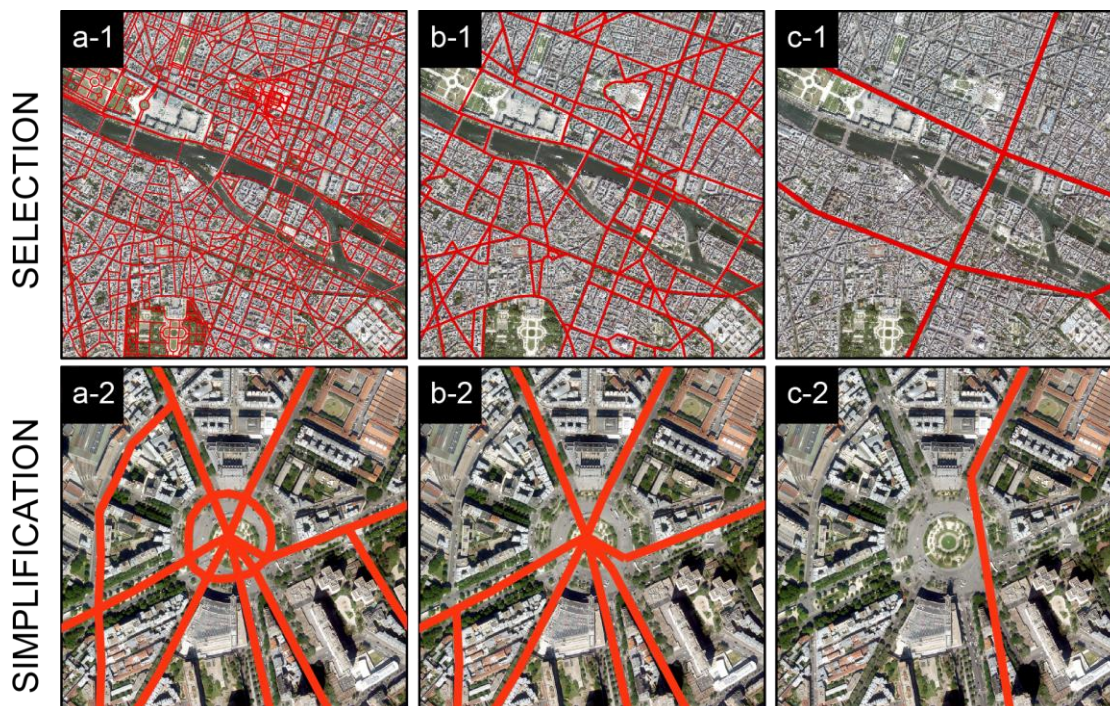 SELECTION
a-1
b-1
c-1
SIMPLIFICATION
a-2
b-2
c-2